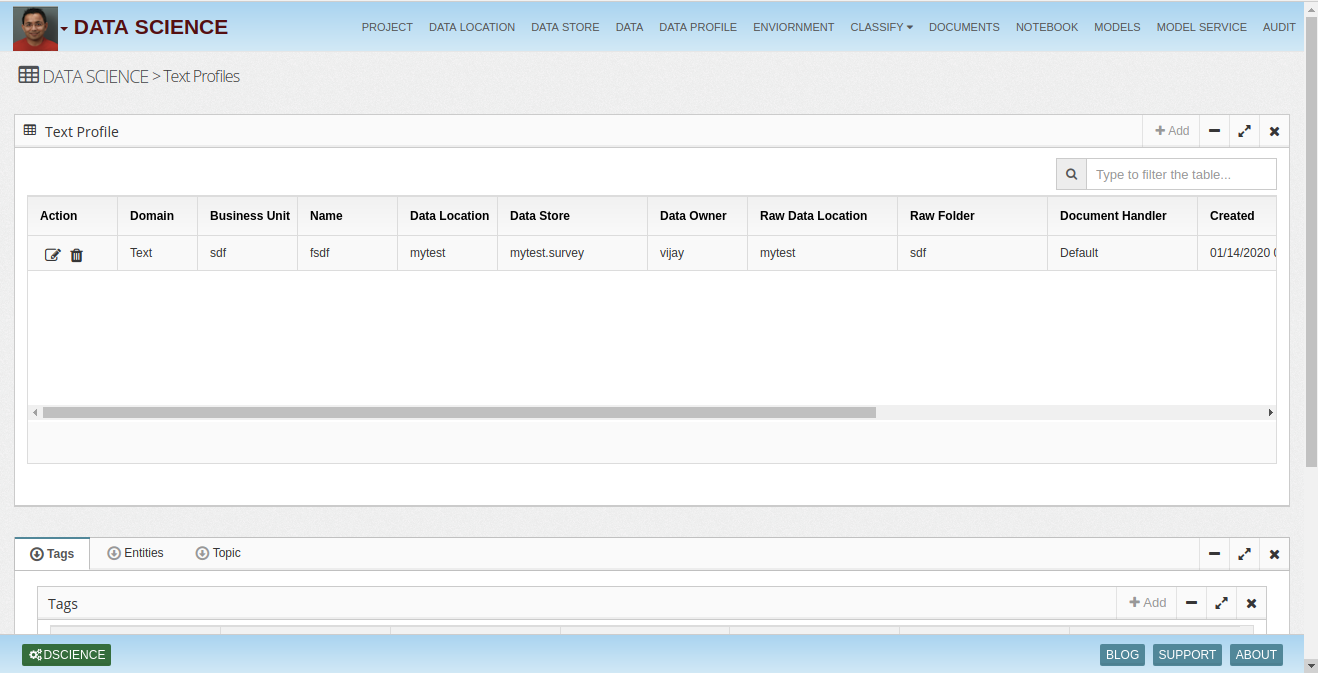 DATA SCIENCE PROJECT DATA LOCATION DATA STORE DATA DATA PROFILE ENVIORNMENT CLASSIFY DOCUMENTS NOTEBOOK MODELS MODEL SERVICE AUDIT
DATA SCIENCE > Text Profiles
Text Profile Add
Type to filter the table...
Action Domain Business Unit Name Data Location Data Store Data Owner Raw Data Location Raw Folder Document Handler Created
Text sdf fsdf mytest mytest.survey vijay mytest sdf Default 01/14/2020
Tags Entities Topic
Tags Add
DSCIENCE BLOG SUPPORT ABOUT